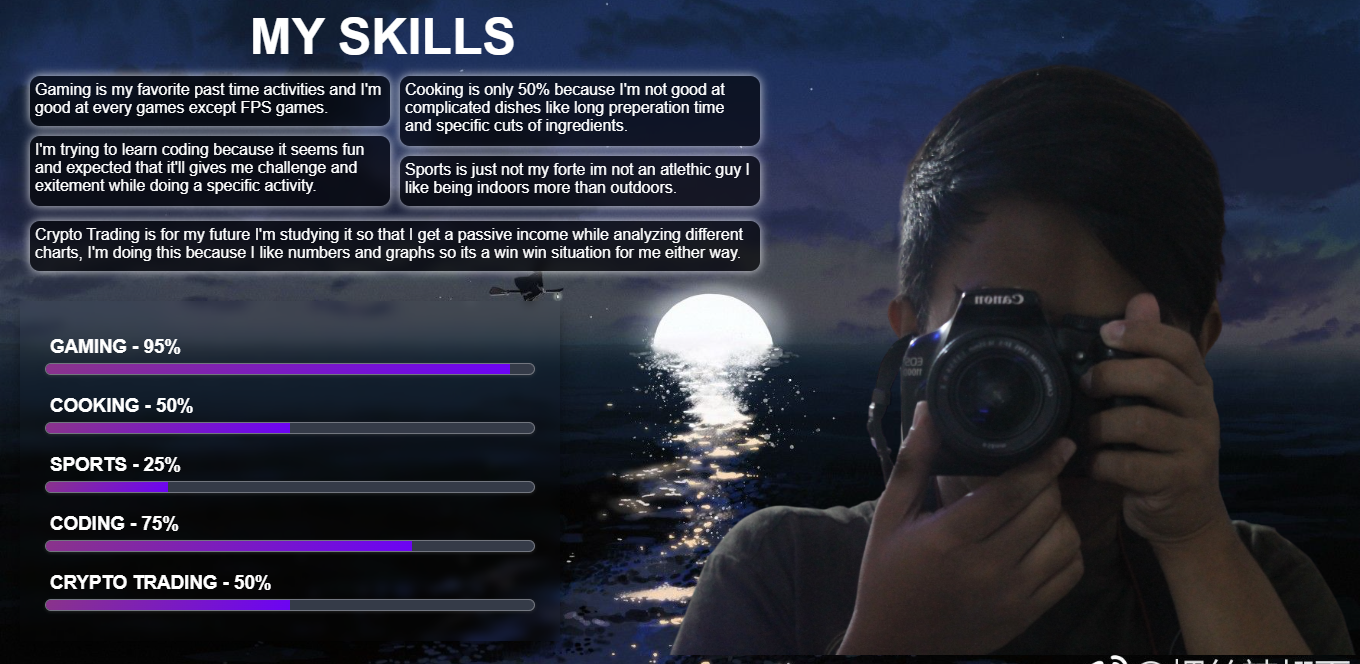 MY SKILLS
Gaming is my favorite past time activities and I'm
good at every games except FPS games.
Cooking is only 50% because I'm not good at
complicated dishes like long preperation time
and specific cuts of ingredients.
I'm trying to learn coding because it seems fun
and expected that it'll gives me challenge and
exitement while doing a specific activity.
Sports is just not my forte im not an atlethic guy I
like being indoors more than outdoors.
Crypto Trading is for my future I'm studying it so that I get a passive income while analyzing different
charts, I'm doing this because I like numbers and graphs so its a win win situation for me either way.
GAMING - 95%
COOKING - 50%
SPORTS - 25%
CODING - 75%
CRYPTO TRADING - 50%
Canon
EOS